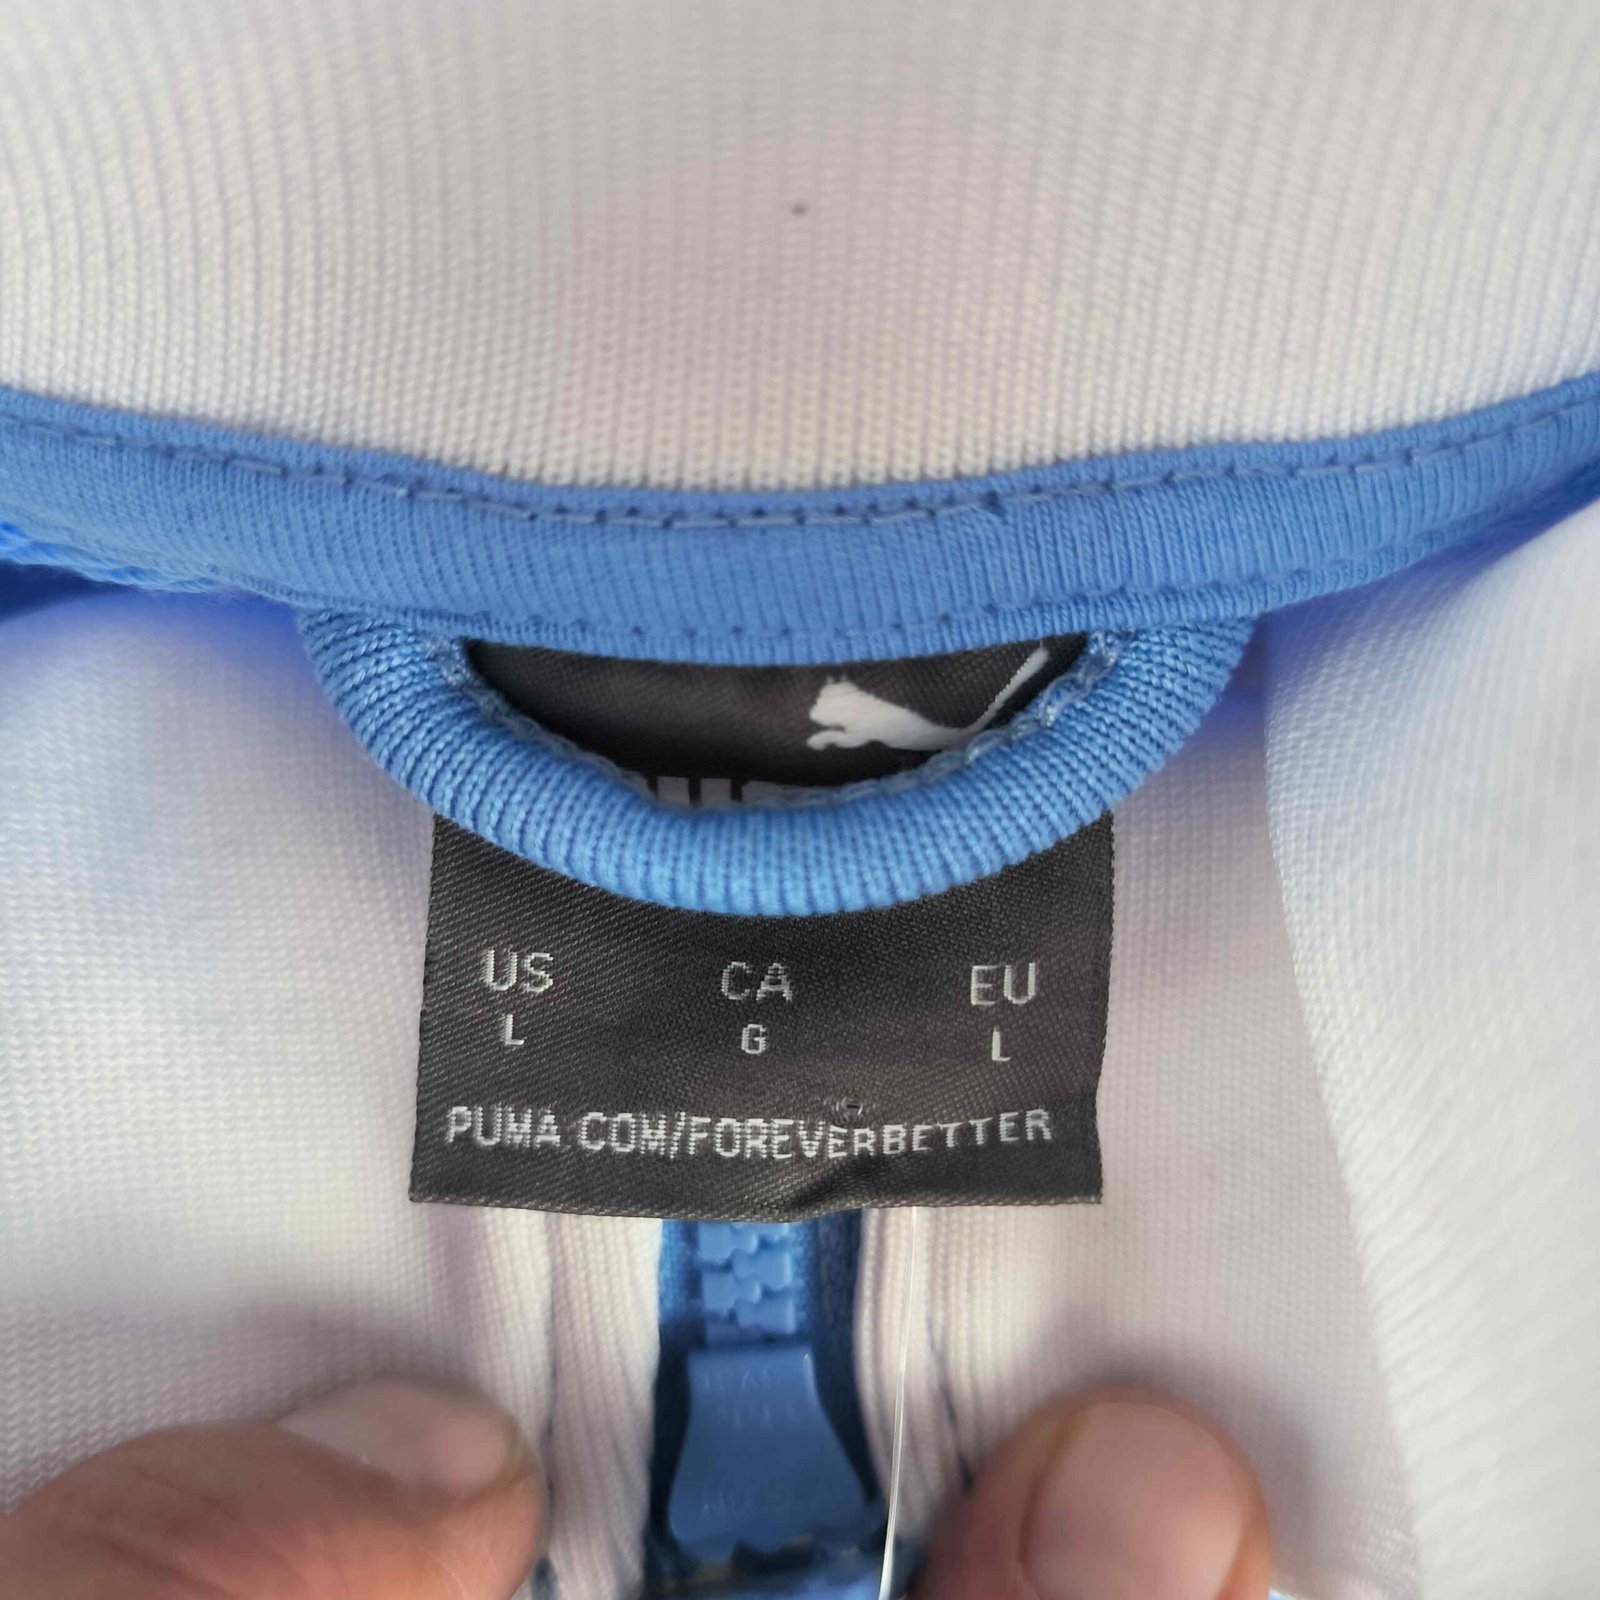 US CA EU
L G L
PUMA.COM/FOREVERBETTER